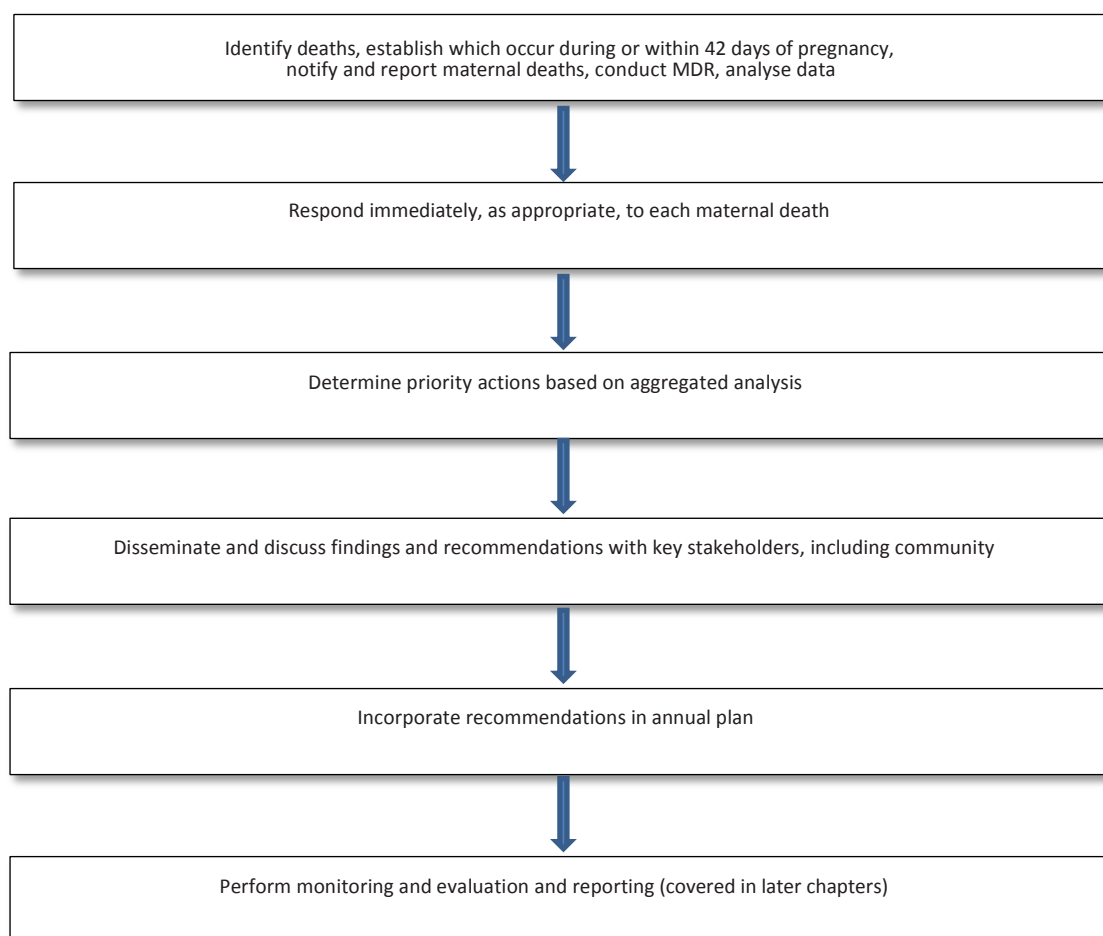 Identify deaths, establish which occur during or within 42 days of pregnancy,
notify and report maternal deaths, conduct MDR, analyse data
Respond immediately, as appropriate, to each maternal death
Determine priority actions based on aggregated analysis
Disseminate and discuss findings and recommendations with key stakeholders, including community
Incorporate recommendations in annual plan
Perform monitoring and evaluation and reporting (covered in later chapters)